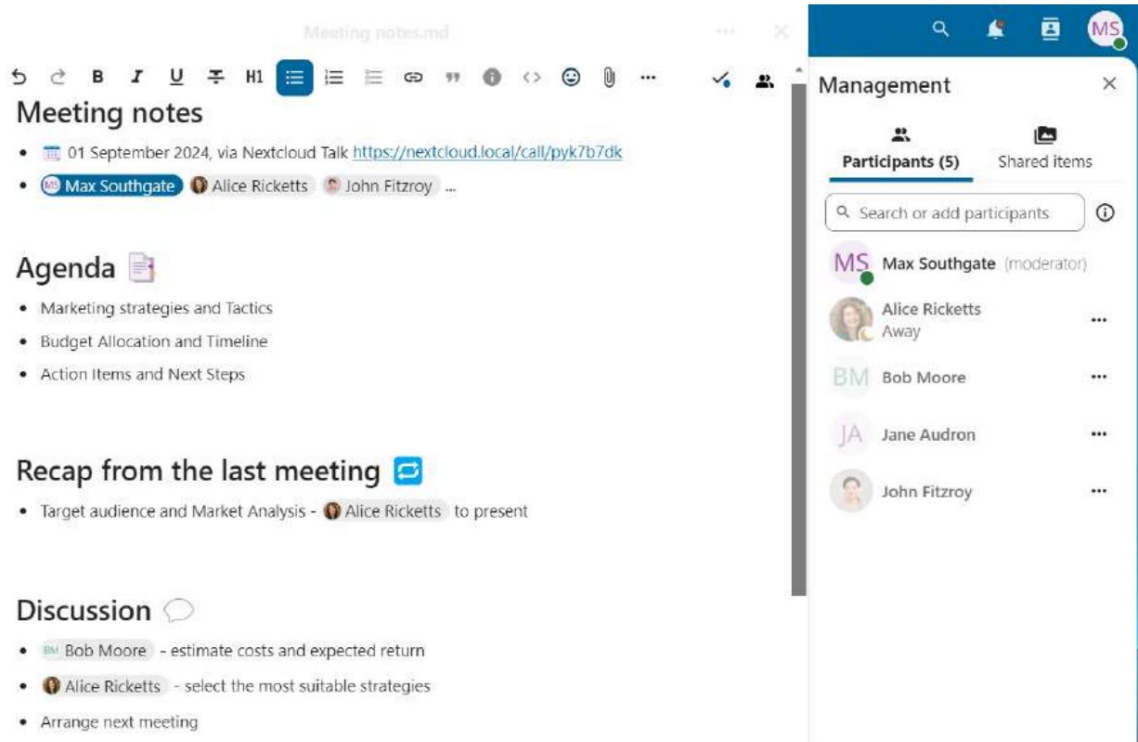 Meeting notes.md
H1
Meeting notes
01 September 2024, via Nextcloud Talk https://nextcloud.local/call/pyk7b7dk
MS Max Southgate Alice Ricketts John Fitzroy ...
Agenda
Marketing strategies and Tactics
Budget Allocation and Timeline
Action Items and Next Steps
Recap from the last meeting
Target audience and Market Analysis - Alice Ricketts to present
Discussion
BM Bob Moore - estimate costs and expected return
Alice Ricketts - select the most suitable strategies
Arrange next meeting
MS
Management
Participants (5) Shared items
Search or add participants
MS Max Southgate (moderator)
Alice Ricketts
Away
BM Bob Moore
JA Jane Audron
John Fitzroy